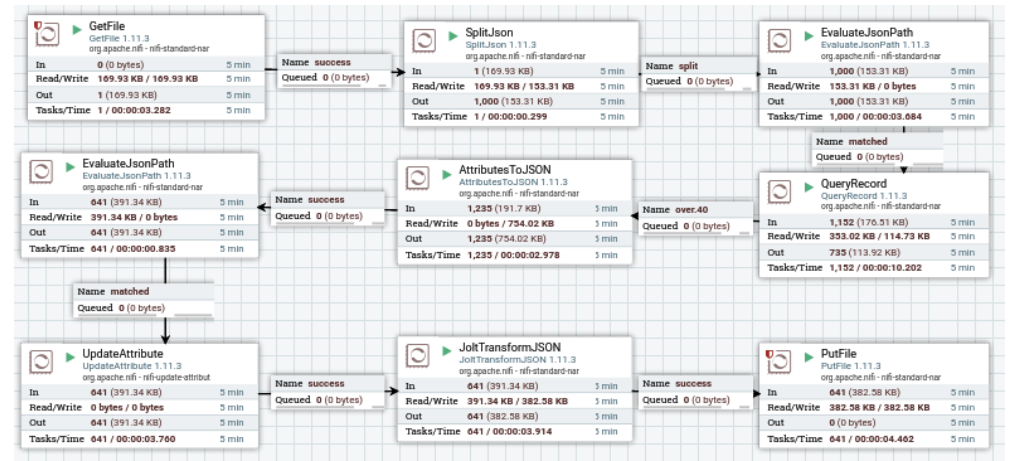 GetFile
GetFile 1.11.3
org.apache.nifi - nifi-standard-nar
In 0 (0 bytes) 5 min
Read/Write 169.93 KB / 169.93 KB 5 min
Out 1 (169.93 KB) 5 min
Tasks/Time 1 / 00:00:03.282 5 min
Name success
Queued 0 (0 bytes)
SplitJson
SplitJson 1.11.3
org.apache.nifi - nifi-standard-nar
In 1 (169.93 KB) 5 min
Read/Write 169.93 KB / 153.31 KB 5 min
Out 1,000 (153.31 KB) 5 min
Tasks/Time 1 / 00:00:00.299 5 min
Name split
Queued 0 (0 bytes)
EvaluateJsonPath
EvaluateJsonPath 1.11.3
org.apache.nifi - nifi-standard-nar
In 1,000 (153.31 KB) 5 min
Read/Write 153.31 KB / 0 bytes 5 min
Out 1,000 (153.31 KB) 5 min
Tasks/Time 1,000 / 00:00:03.684 5 min
Name matched
Queued 0 (0 bytes)
QueryRecord
QueryRecord 1.11.3
org.apache.nifi - nifi-standard-nar
In 1,152 (176.51 KB) 5 min
Read/Write 353.02 KB / 114.73 KB 5 min
Out 735 (113.92 KB) 5 min
Tasks/Time 1,152 / 00:00:10.202 5 min
Name over.40
Queued 0 (0 bytes)
AttributesToJSON
AttributesToJSON 1.11.3
org.apache.nifi - nifi-standard-nar
In 1,235 (191.7 KB) 5 min
Read/Write 0 bytes / 754.02 KB 5 min
Out 1,235 (754.02 KB) 5 min
Tasks/Time 1,235 / 00:00:02.978 5 min
Name success
Queued 0 (0 bytes)
EvaluateJsonPath
EvaluateJsonPath 1.11.3
org.apache.nifi - nifi-standard-nar
In 641 (391.34 KB) 5 min
Read/Write 391.34 KB / 0 bytes 5 min
Out 641 (391.34 KB) 5 min
Tasks/Time 641 / 00:00:00.835 5 min
Name matched
Queued 0 (0 bytes)
UpdateAttribute
UpdateAttribute 1.11.3
org.apache.nifi - nifi-update-attribut
In 641 (391.34 KB) 5 min
Read/Write 0 bytes / 0 bytes 5 min
Out 641 (391.34 KB) 5 min
Tasks/Time 641 / 00:00:03.760 5 min
Name success
Queued 0 (0 bytes)
JoltTransformJSON
JoltTransformJSON 1.11.3
org.apache.nifi - nifi-standard-nar
In 641 (391.34 KB) 5 min
Read/Write 391.34 KB / 382.58 KB 5 min
Out 641 (382.58 KB) 5 min
Tasks/Time 641 / 00:00:03.914 5 min
Name success
Queued 0 (0 bytes)
PutFile
PutFile 1.11.3
org.apache.nifi - nifi-standard-nar
In 641 (382.58 KB) 5 min
Read/Write 382.58 KB / 382.58 KB 5 min
Out 0 (0 bytes) 5 min
Tasks/Time 641 / 00:00:04.462 5 min